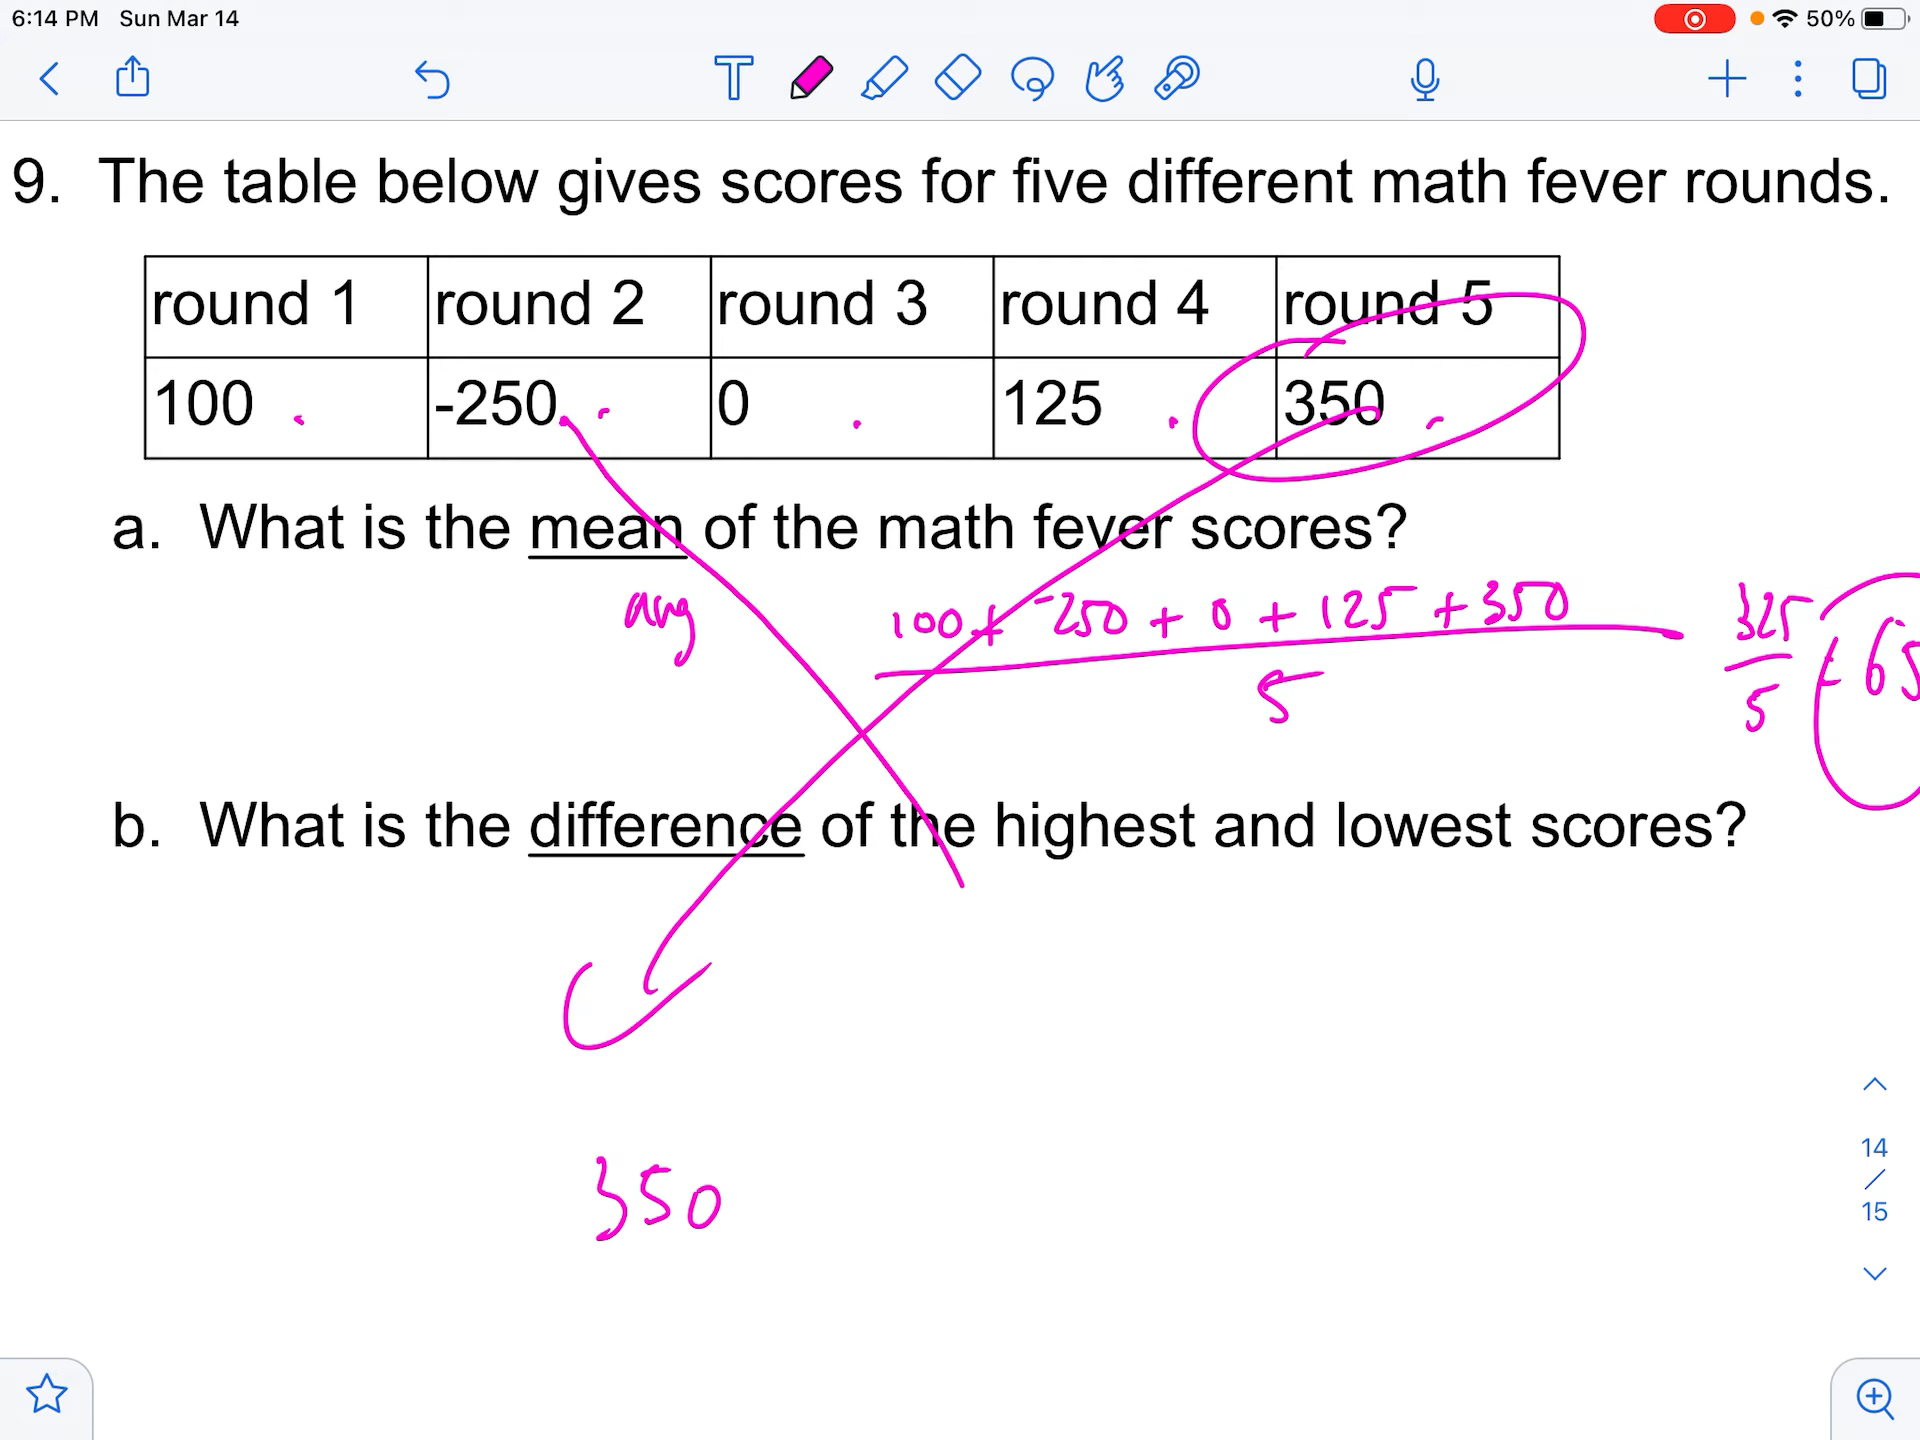 6:14 PM Sun Mar 14 50%
T
9. The table below gives scores for five different math fever rounds.
round 1 round 2 round 3 round 4 round 5
100 -250 0 125 350
a. What is the mean of the math fever scores?
avg
100 + -250 + 0 + 125 + 350
5
325
5
= 65
b. What is the difference of the highest and lowest scores?
350
14
/
15